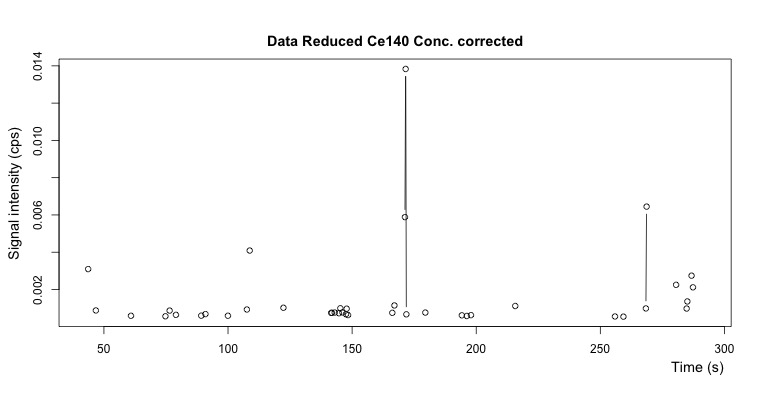 Data Reduced Ce140 Conc. corrected
Signal intensity (cps)
0.014
0.010
0.006
0.002
50 100 150 200 250 300
Time (s)